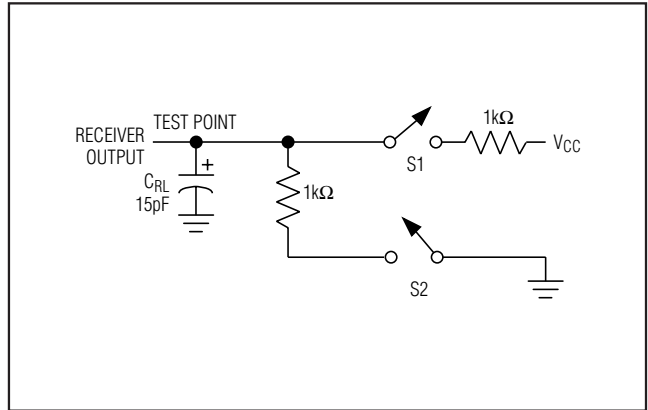 TEST POINT
RECEIVER
OUTPUT
+
CRL
15pF
1kΩ
S1
1kΩ
VCC
S2